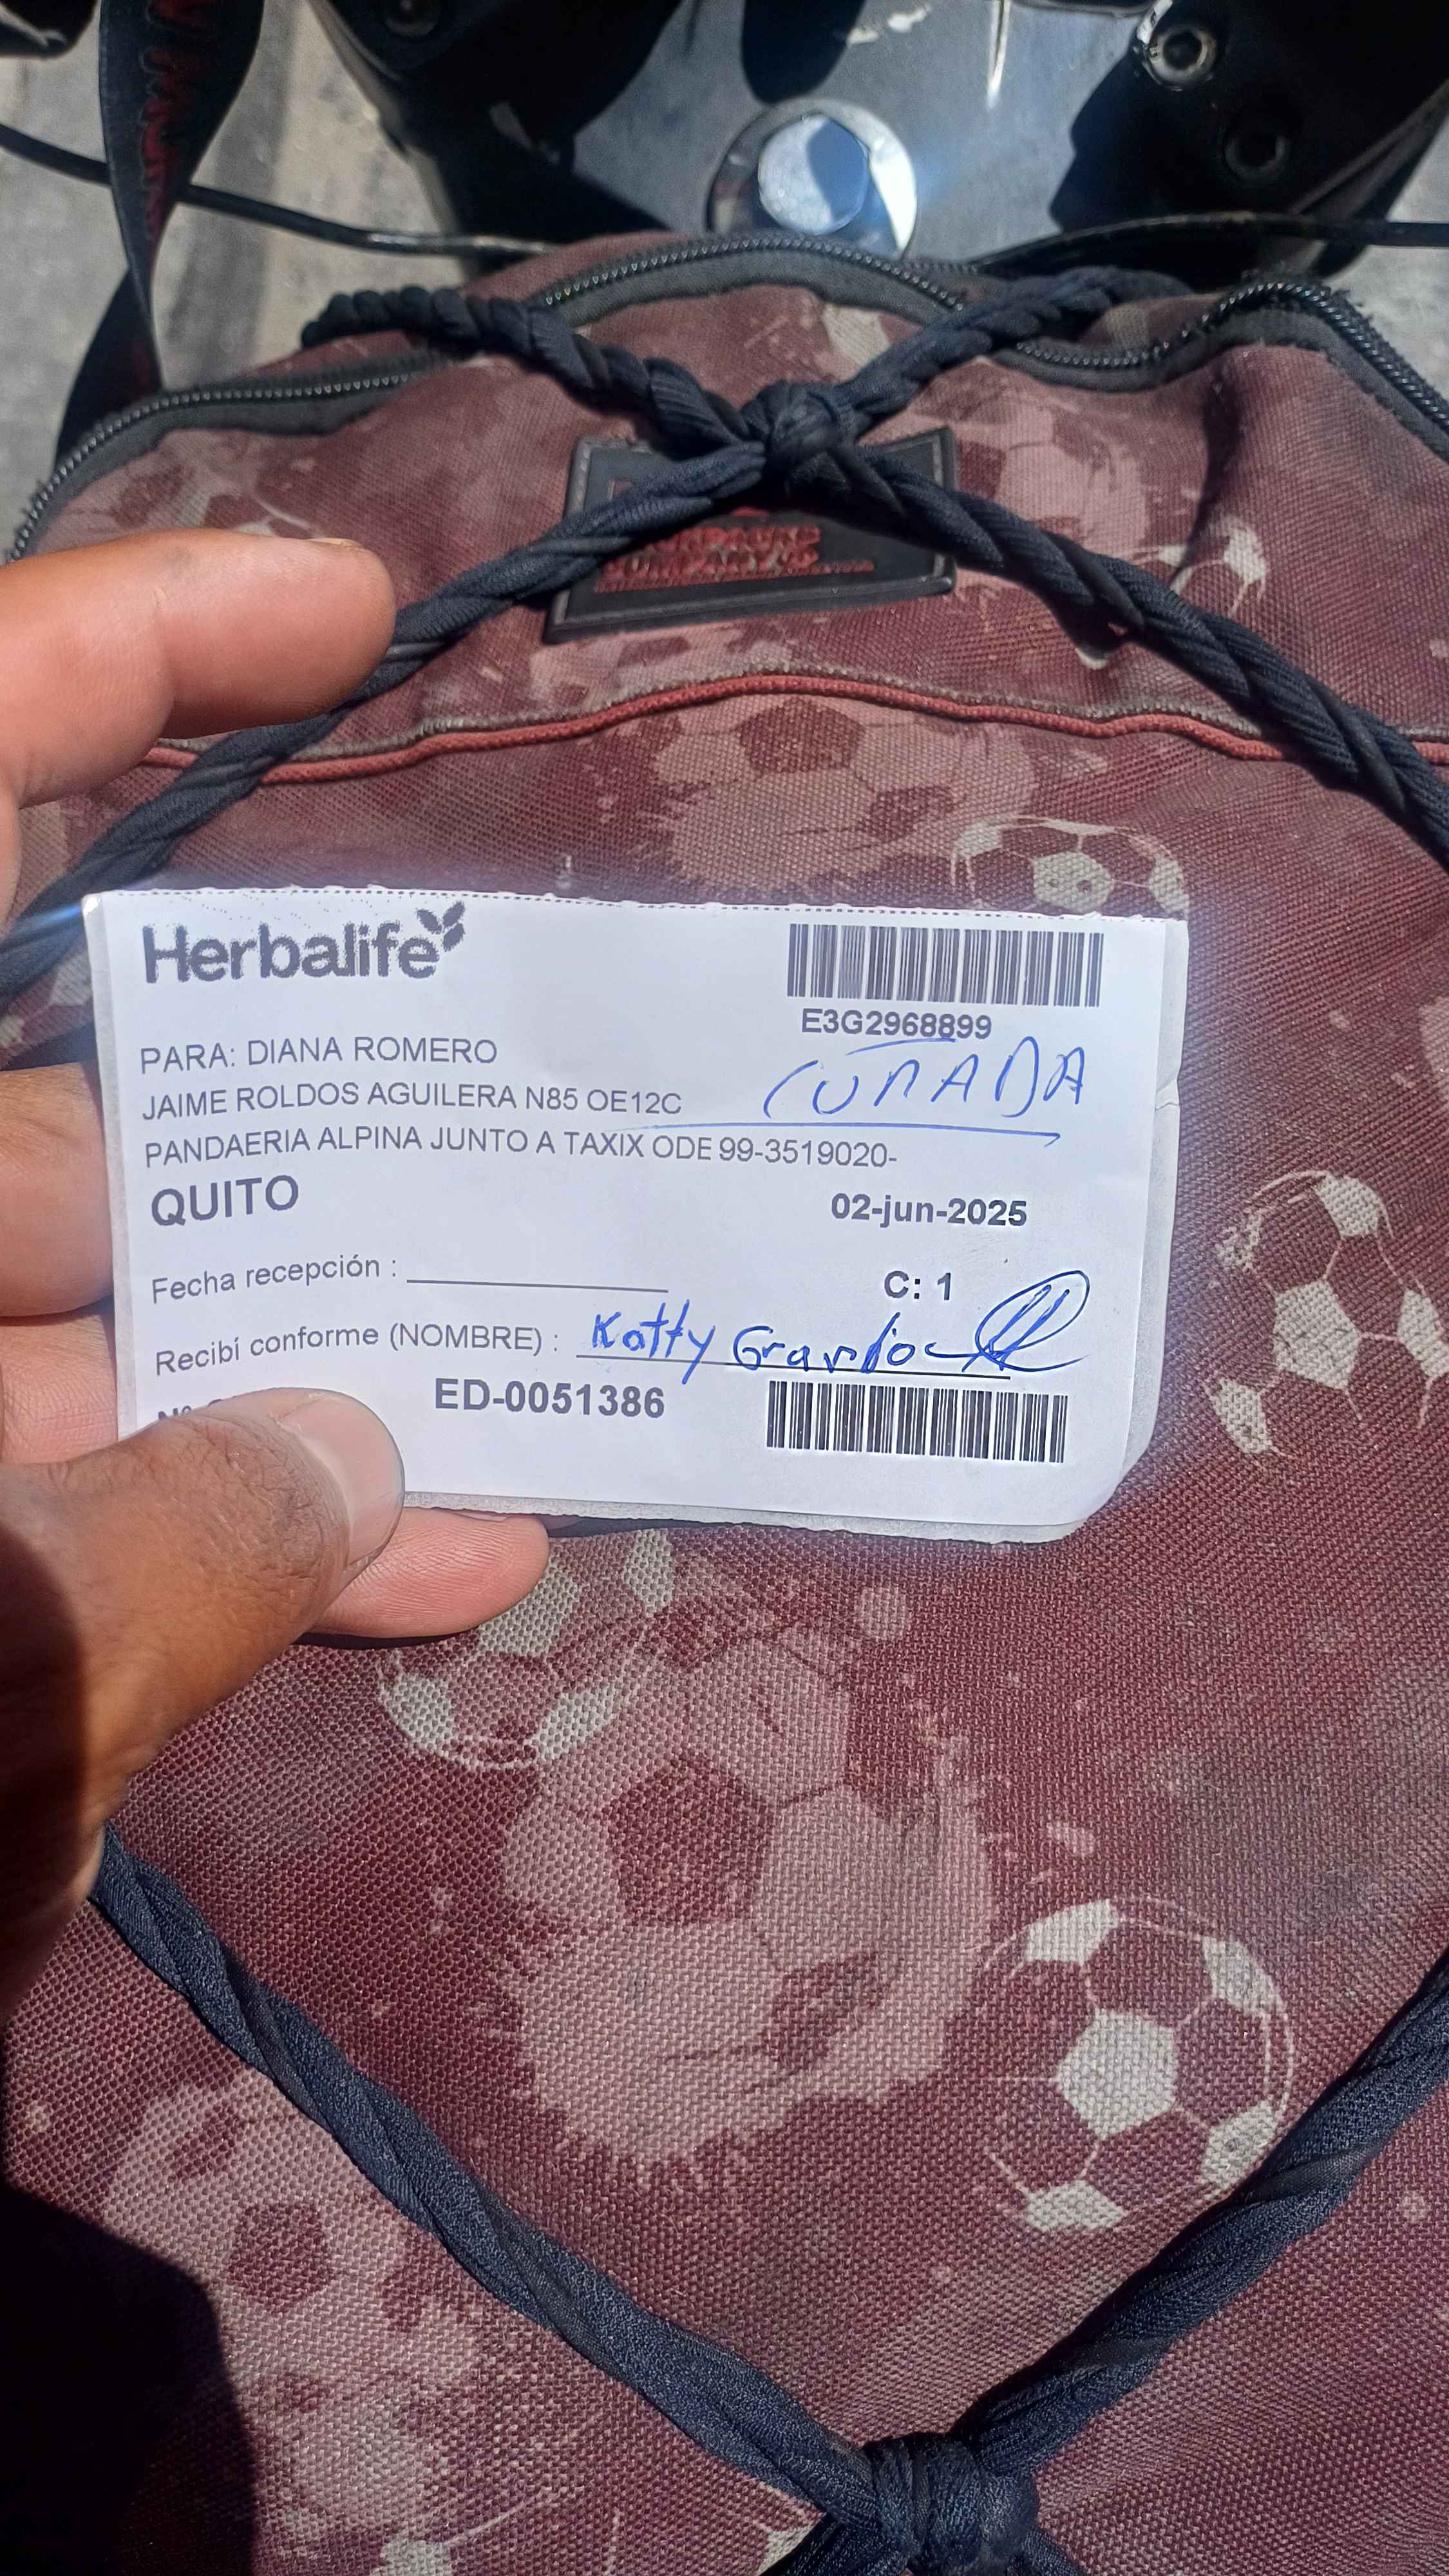 Herbalife
E3G2968899
PARA: DIANA ROMERO
CUÑADA
JAIME ROLDOS AGUILERA N85 OE12C
PANDAERIA ALPINA JUNTO A TAXIX ODE 99-3519020-
QUITO
02-jun-2025
Fecha recepción :
C: 1
Recibí conforme (NOMBRE) : Katty
ED-0051386